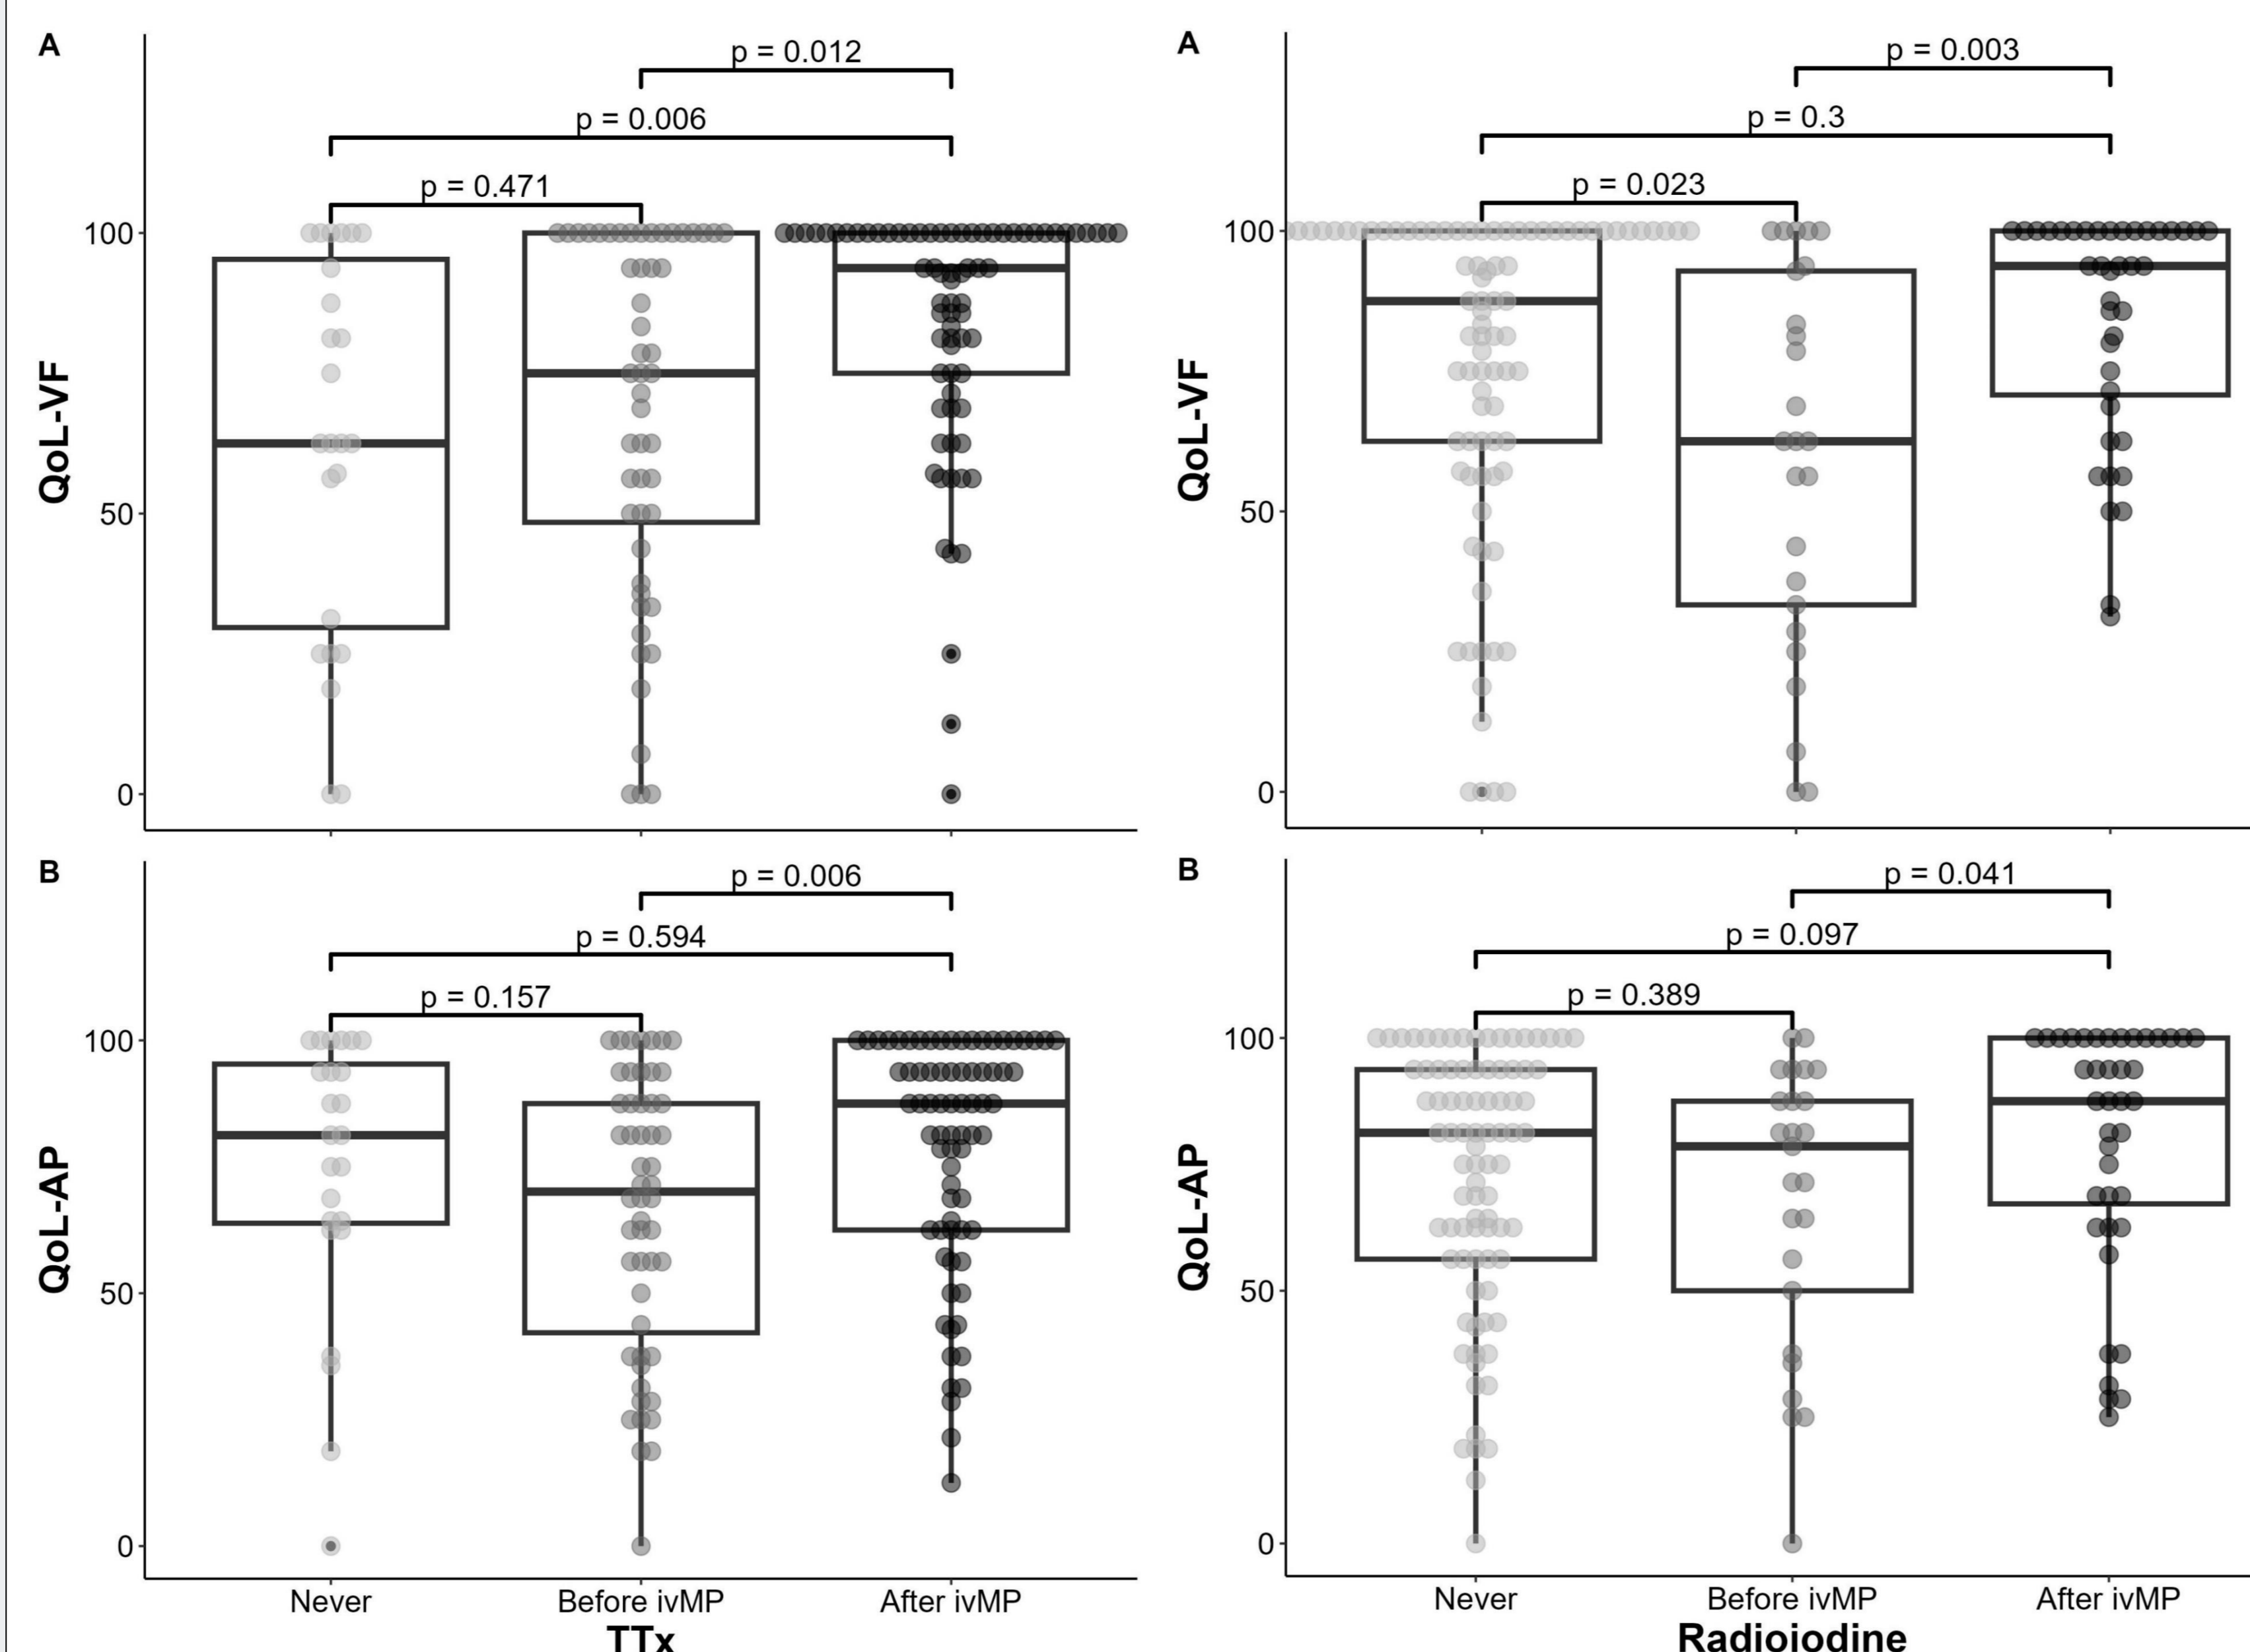 A
p = 0.012
p = 0.006
p = 0.471
100
50
0
QoL-VF
A
p = 0.003
p = 0.3
p = 0.023
100
50
0
QoL-VF
B
p = 0.006
p = 0.594
p = 0.157
100
50
0
QoL-AP
Never
Before ivMP
After ivMP
TTx
B
p = 0.041
p = 0.097
p = 0.389
100
50
0
QoL-AP
Never
Before ivMP
After ivMP
Radioiodine